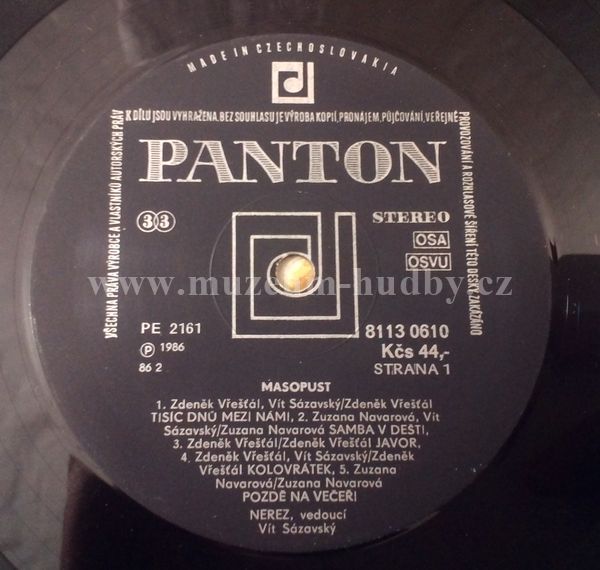 MADE IN CZECHOSLOVAKIA
VŠECHNA PRÁVA VÝROBCE A VLASTNÍKŮ AUTORSKÝCH PRÁV
K DÍLU JSOU VYHRAŽENA. BEZ SOUHLASU JE VÝROBA KOPIÍ, PRONÁJEM, PŮJČOVÁNÍ, VEŘEJNÉ
PROVOZOVÁNÍ A ROZHLASOVÉ ŠÍŘENÍ TÉTO DESKY ZAKÁZÁNO
PANTON
33
STEREO
OSA
OSVU
www.muzeum-hudby.cz
PE 2161
8113 0610
Ⓟ 1986
Kčs 44,-
86 2
STRANA 1
MASOPUST
1. Zdeněk Vřešťál, Vít Sázavský/Zdeněk Vřešťál
TISÍC DNŮ MEZI NÁMI, 2. Zuzana Navarová, Vít
Sázavský/Zuzana Navarová SAMBA V DEŠTI,
3. Zdeněk Vřešťál/Zdeněk Vřešťál JAVOR,
4. Zdeněk Vřešťál, Vít Sázavský/Zdeněk
Vřešťál KOLOVRÁTEK, 5. Zuzana
Navarová/Zuzana Navarová
POZDĚ NA VEČEŘI
NEREZ, vedoucí
Vít Sázavský